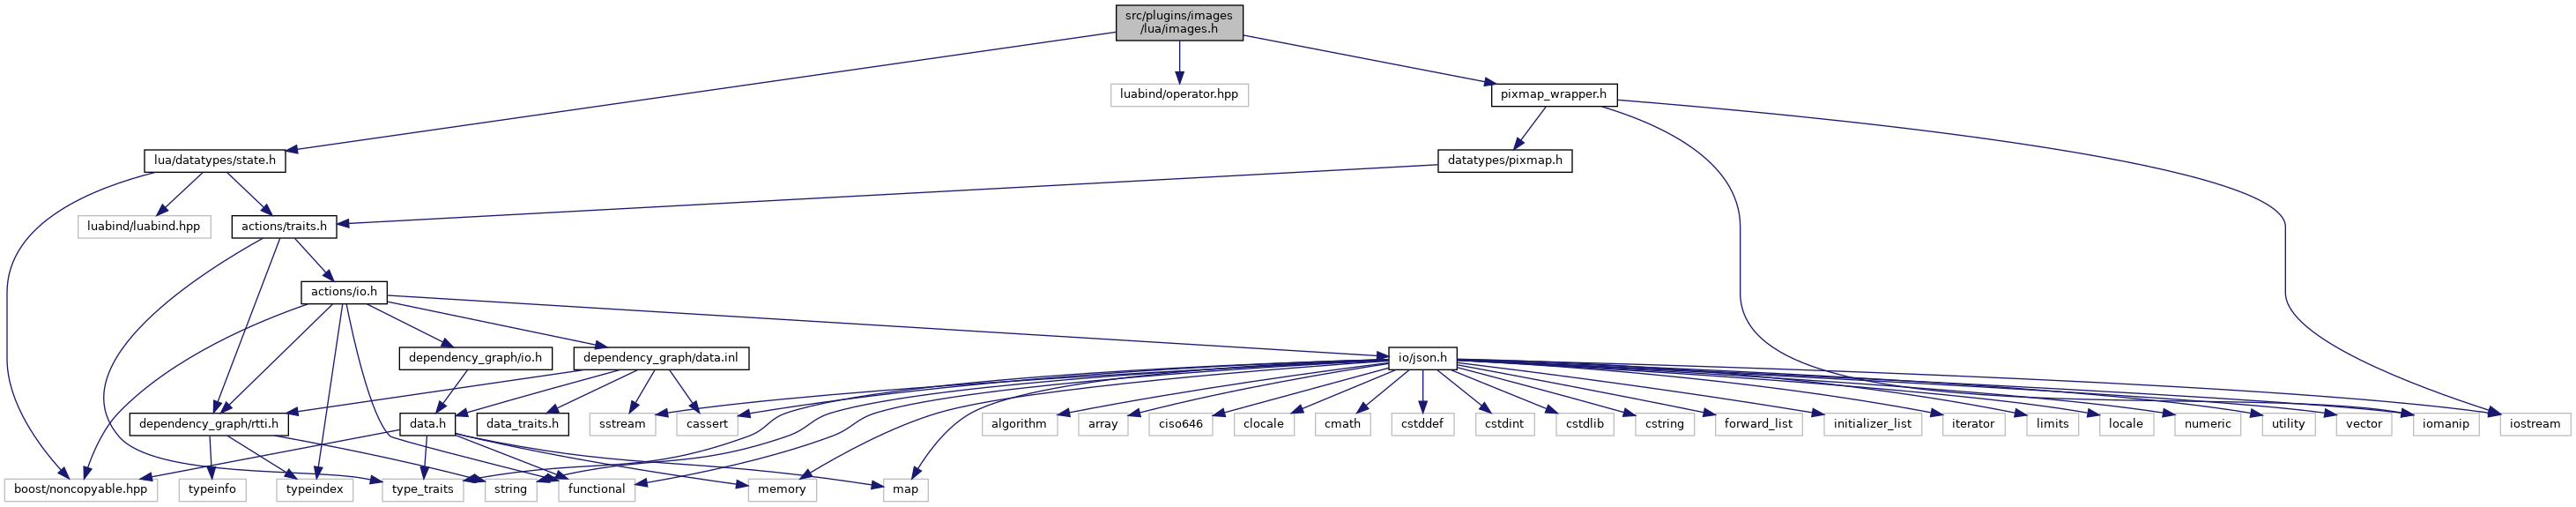 src/plugins/images
/lua/images.h
luabind/operator.hpp
pixmap_wrapper.h
lua/datatypes/state.h
datatypes/pixmap.h
luabind/luabind.hpp
actions/traits.h
actions/io.h
dependency_graph/io.h
dependency_graph/data.inl
io/json.h
dependency_graph/rtti.h
data.h
data_traits.h
sstream
cassert
algorithm
array
ciso646
clocale
cmath
cstddef
cstdint
cstdlib
cstring
forward_list
initializer_list
iterator
limits
locale
numeric
utility
vector
iomanip
iostream
boost/noncopyable.hpp
typeinfo
typeindex
type_traits
string
functional
memory
map